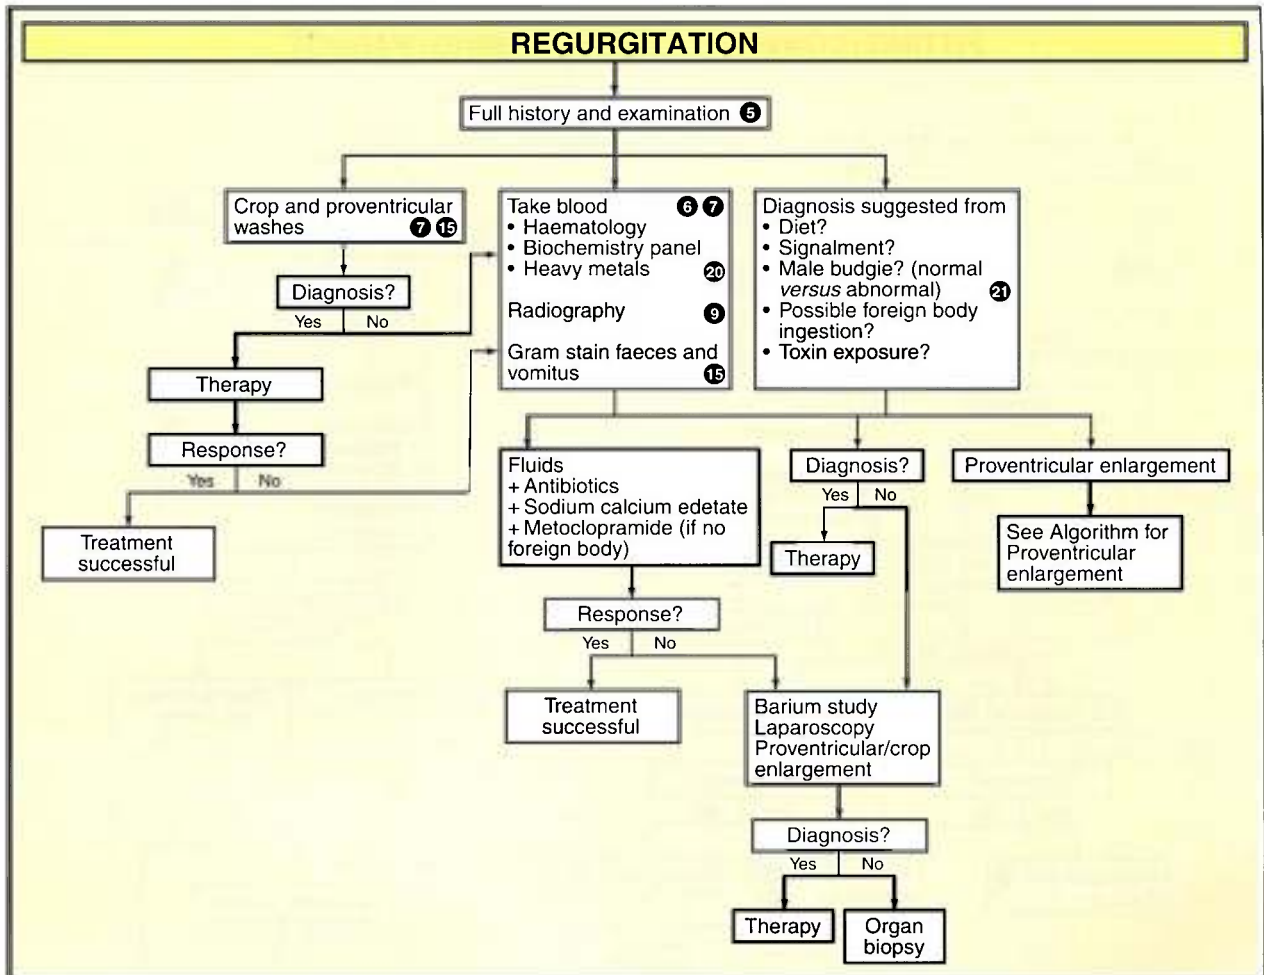 REGURGITATION
Full history and examination 5
Crop and proventricular
washes 7 15
Diagnosis?
Yes No
Therapy
Response?
Yes No
Treatment
successful
Take blood 6 7
• Haematology
• Biochemistry panel
• Heavy metals 20
Radiography 9
Gram stain faeces and
vomitus 15
Diagnosis suggested from
• Diet?
• Signalment?
• Male budgie? (normal
versus abnormal) 21
• Possible foreign body
ingestion?
• Toxin exposure?
Fluids
+ Antibiotics
+ Sodium calcium edetate
+ Metoclopramide (if no
foreign body)
Response?
Yes No
Treatment
successful
Diagnosis?
Yes No
Therapy
Proventricular enlargement
See Algorithm for
Proventricular
enlargement
Barium study
Laparoscopy
Proventricular/crop
enlargement
Diagnosis?
Yes No
Therapy
Organ
biopsy